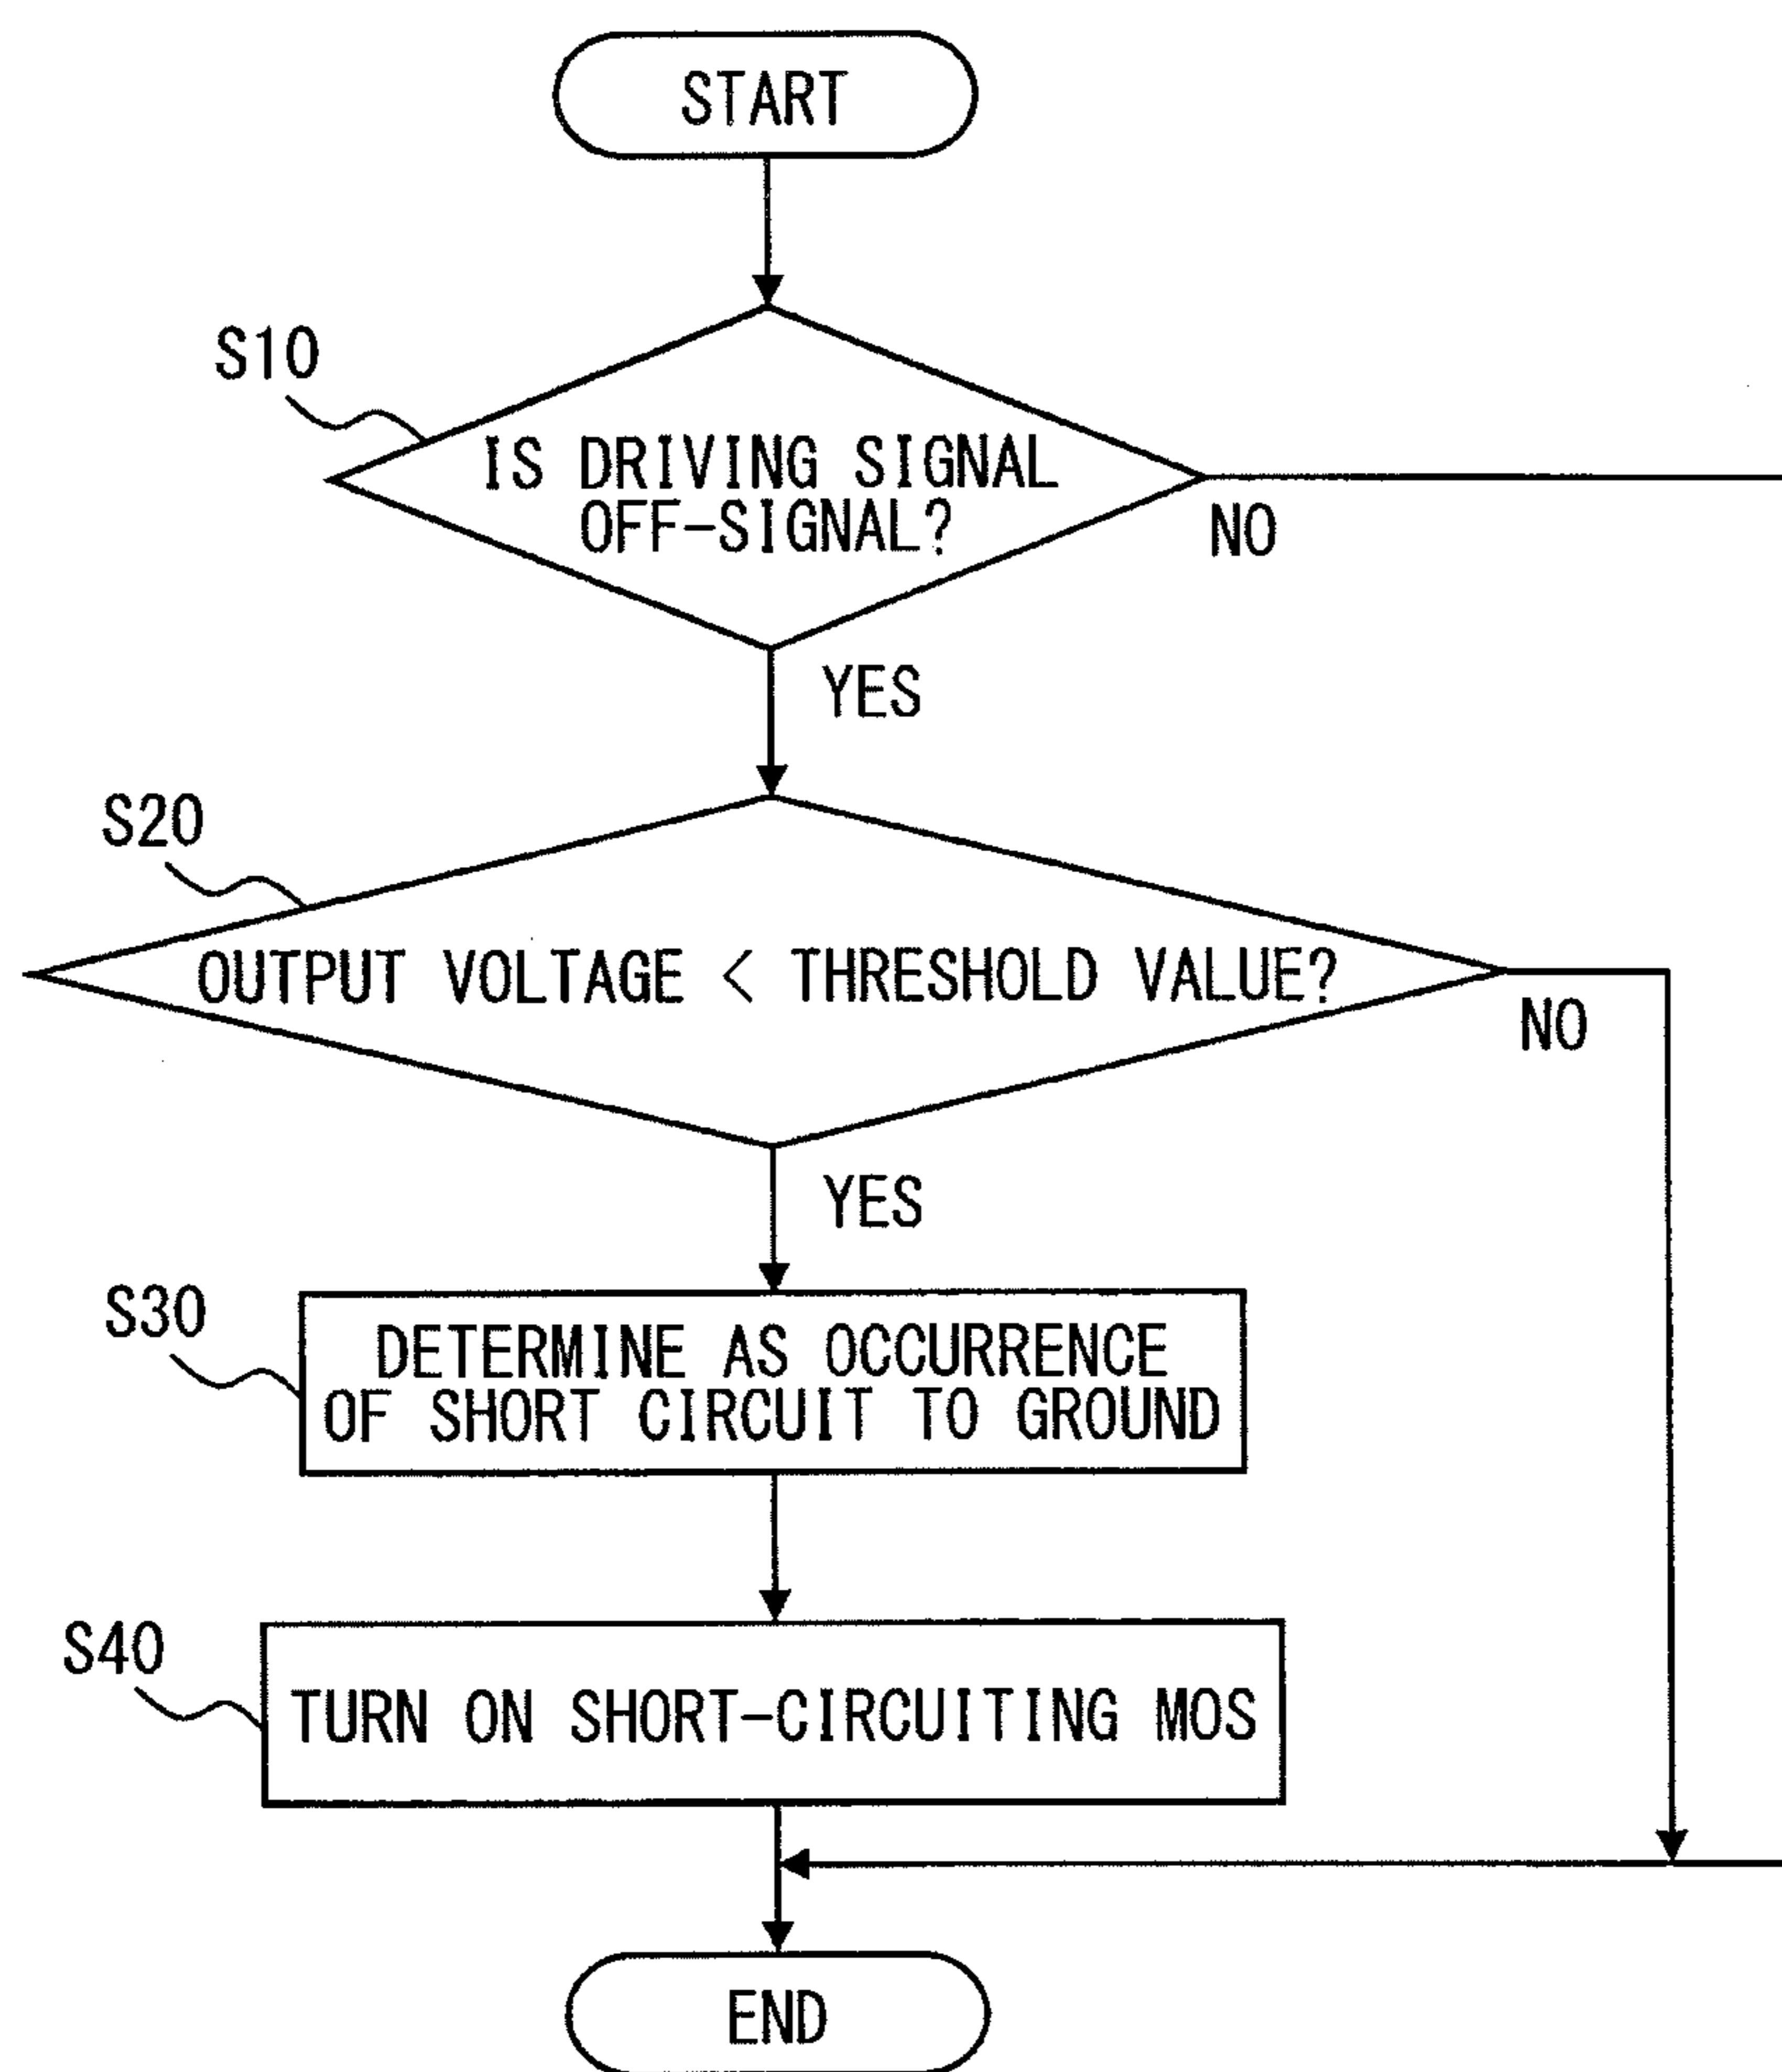 START
S10
IS DRIVING SIGNAL
OFF-SIGNAL?
NO
YES
S20
OUTPUT VOLTAGE < THRESHOLD VALUE?
NO
YES
S30
DETERMINE AS OCCURRENCE
OF SHORT CIRCUIT TO GROUND
S40
TURN ON SHORT-CIRCUITING MOS
END